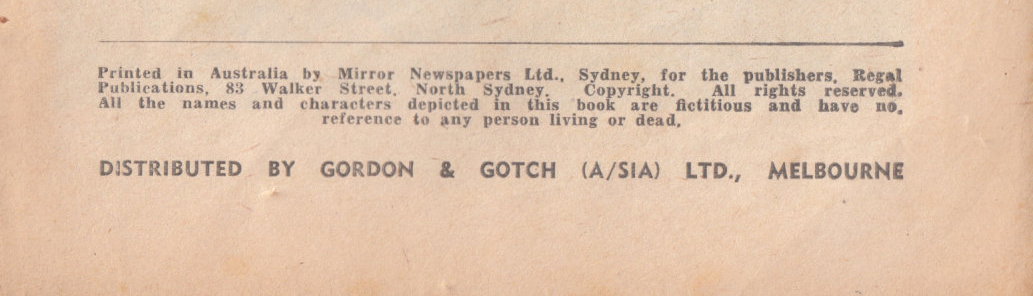 Printed in Australia by Mirror Newspapers Ltd., Sydney, for the publishers, Regal
Publications, 83 Walker Street, North Sydney. Copyright. All rights reserved.
All the names and characters depicted in this book are fictitious and have no
reference to any person living or dead.
DISTRIBUTED BY GORDON & GOTCH (A/SIA) LTD., MELBOURNE